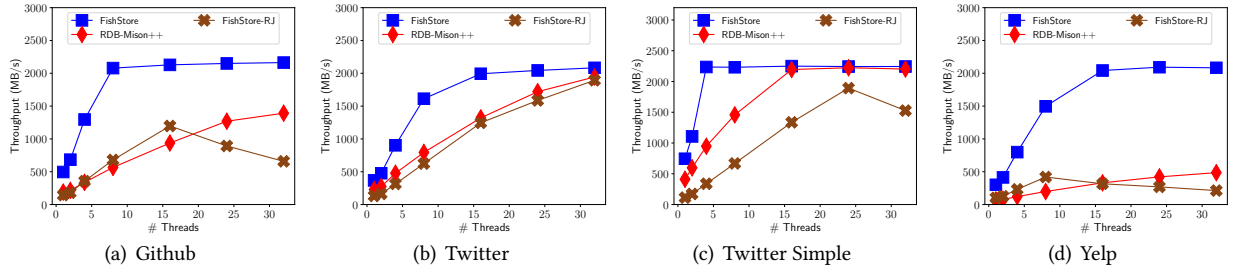 FishStore
RDB-Mison++
FishStore-RJ
3000
2500
2000
1500
1000
500
0
Throughput (MB/s)
0 5 10 15 20 25 30
# Threads
(a) Github
FishStore
RDB-Mison++
FishStore-RJ
3000
2500
2000
1500
1000
500
0
Throughput (MB/s)
0 5 10 15 20 25 30
# Threads
(b) Twitter
FishStore
RDB-Mison++
FishStore-RJ
3000
2500
2000
1500
1000
500
0
Throughput (MB/s)
0 5 10 15 20 25 30
# Threads
(c) Twitter Simple
FishStore
RDB-Mison++
FishStore-RJ
3000
2500
2000
1500
1000
500
0
Throughput (MB/s)
0 5 10 15 20 25 30
# Threads
(d) Yelp